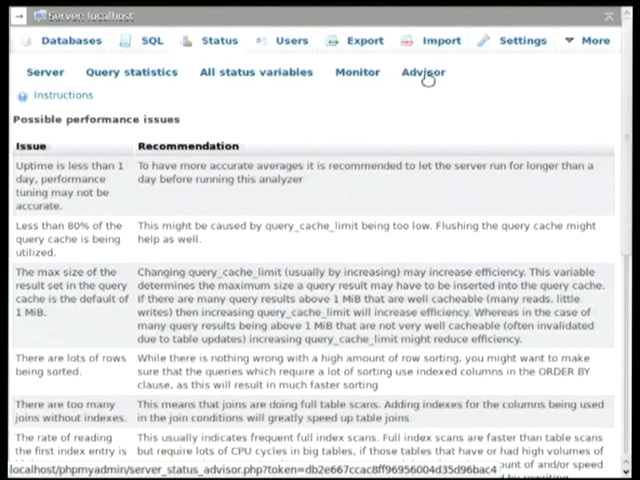 Server: localhost
Databases SQL Status Users Export Import Settings More
Server Query statistics All status variables Monitor Advisor
Instructions
Possible performance issues
Issue Recommendation
Uptime is less than 1
day, performance
tuning may not be
accurate.
To have more accurate averages it is recommended to let the server run for longer than a
day before running this analyzer
Less than 80% of the
query cache is being
utilized.
This might be caused by query_cache_limit being too low. Flushing the query cache might
help as well.
The max size of the
result set in the query
cache is the default of
1 MiB.
Changing query_cache_limit (usually by increasing) may increase efficiency. This variable
determines the maximum size a query result may have to be inserted into the query cache.
If there are many query results above 1 MiB that are well cacheable (many reads, little
writes) then increasing query_cache_limit will increase efficiency. Whereas in the case of
many query results being above 1 MiB that are not very well cacheable (often invalidated
due to table updates) increasing query_cache_limit might reduce efficiency.
There are lots of rows
being sorted.
While there is nothing wrong with a high amount of row sorting, you might want to make
sure that the queries which require a lot of sorting use indexed columns in the ORDER BY
clause, as this will result in much faster sorting
There are too many
joins without indexes.
This means that joins are doing full table scans. Adding indexes for the columns being used
in the join conditions will greatly speed up table joins
The rate of reading
the first index entry is
This usually indicates frequent full index scans. Full index scans are faster than table scans
but require lots of CPU cycles in big tables, if those tables that have or had high volumes of
ount of and/or speed
localhost/phpmyadmin/server_status_advisor.php?token=db2e667ccac8ff96956004d35d96bac4